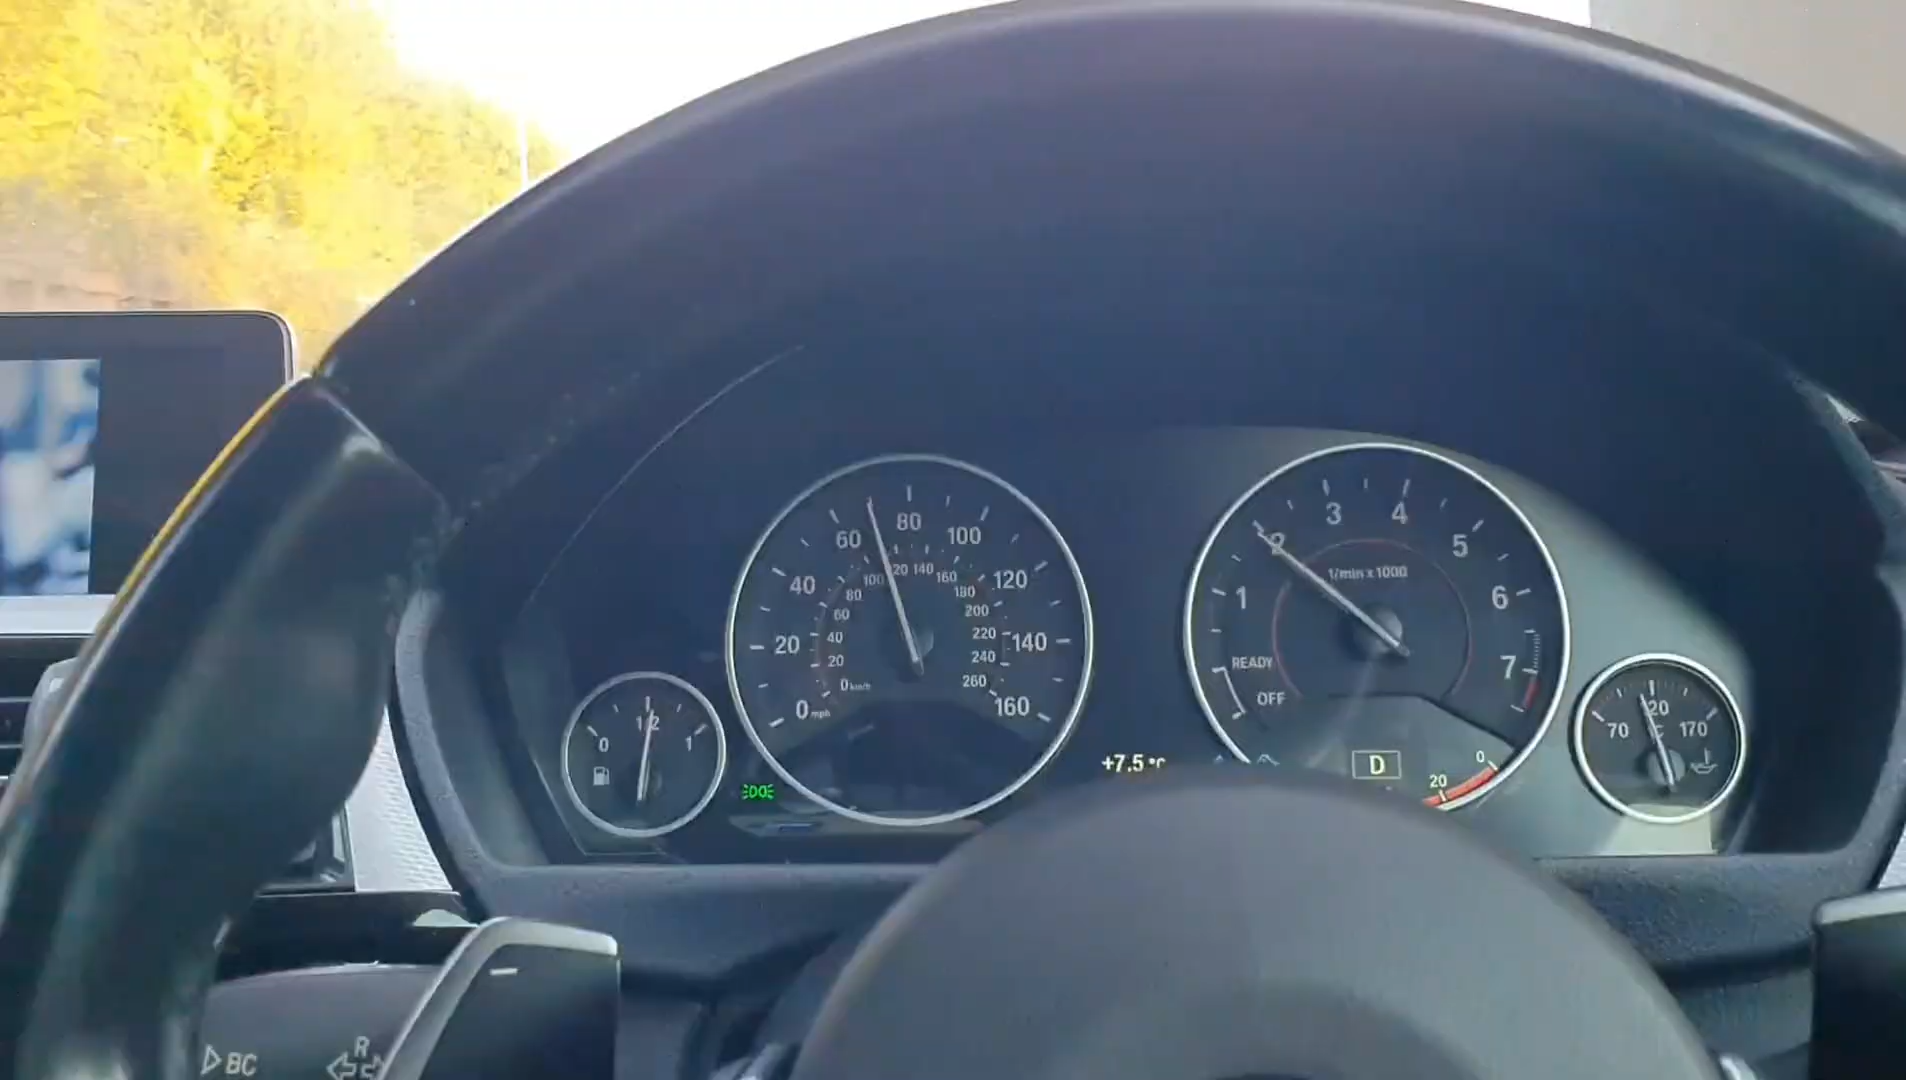 0 1/2 1
0 20 40 60 80 100 120 140 160
mph
0 20 40 60 80 100 120 140 160 180 200 220 240 260
km/h
+7.5 °C
OFF READY 1 2 3 4 5 6 7
1/min x 1000
D
20 0
70 120 170
°C
BC
R